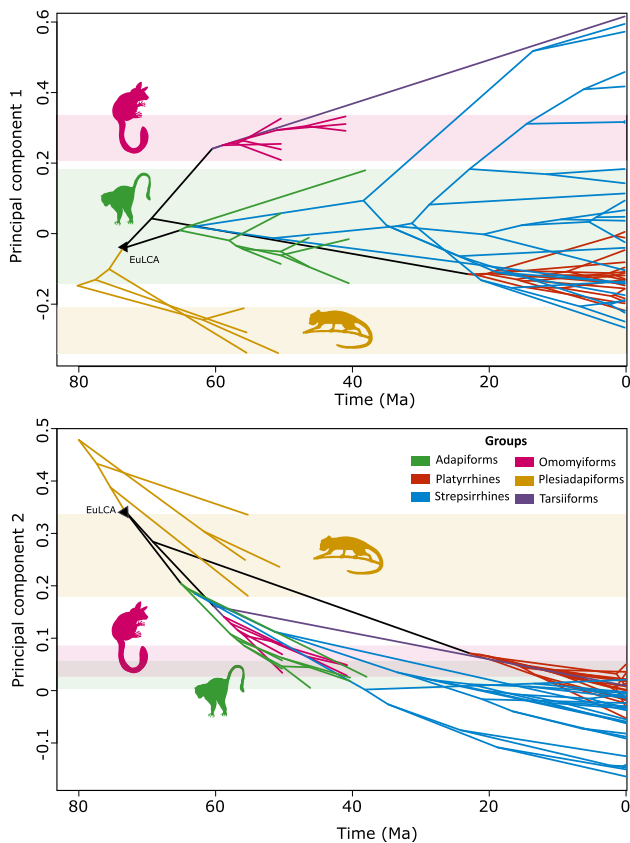 Principal component 1
0.6
0.4
0.2
0
-0.2
EuLCA
80
60
40
20
0
Time (Ma)
Principal component 2
0.5
0.4
0.3
0.2
0.1
0
-0.1
Groups
Adapiforms
Omomyiforms
Platyrrhines
Plesiadapiforms
Strepsirrhines
Tarsiiforms
EuLCA
80
60
40
20
0
Time (Ma)